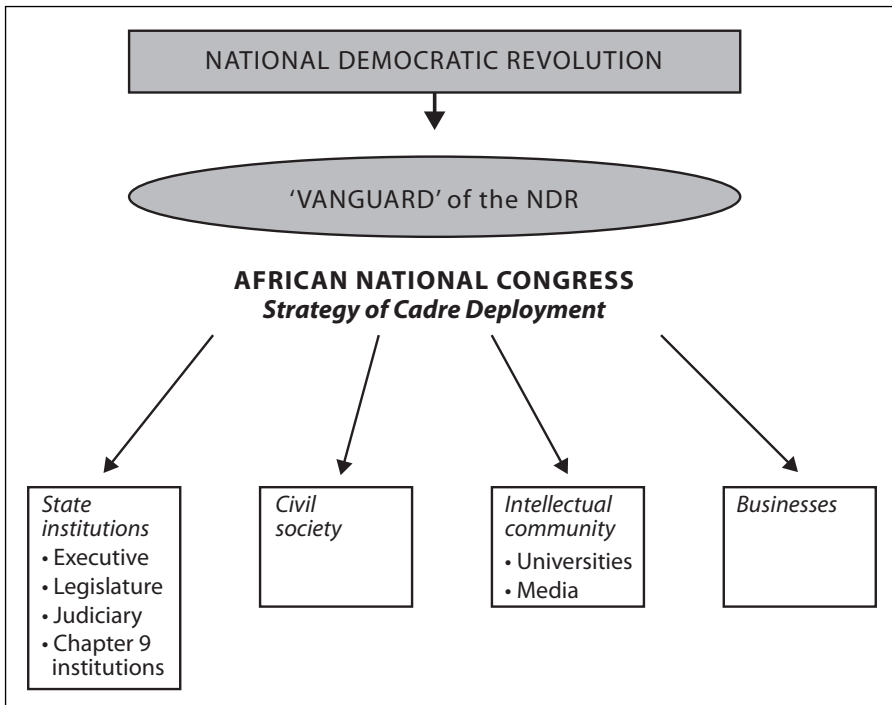 NATIONAL DEMOCRATIC REVOLUTION
‘VANGUARD’ of the NDR
AFRICAN NATIONAL CONGRESS
Strategy of Cadre Deployment
State
institutions
• Executive
• Legislature
• Judiciary
• Chapter 9
institutions
Civil
society
Intellectual
community
• Universities
• Media
Businesses